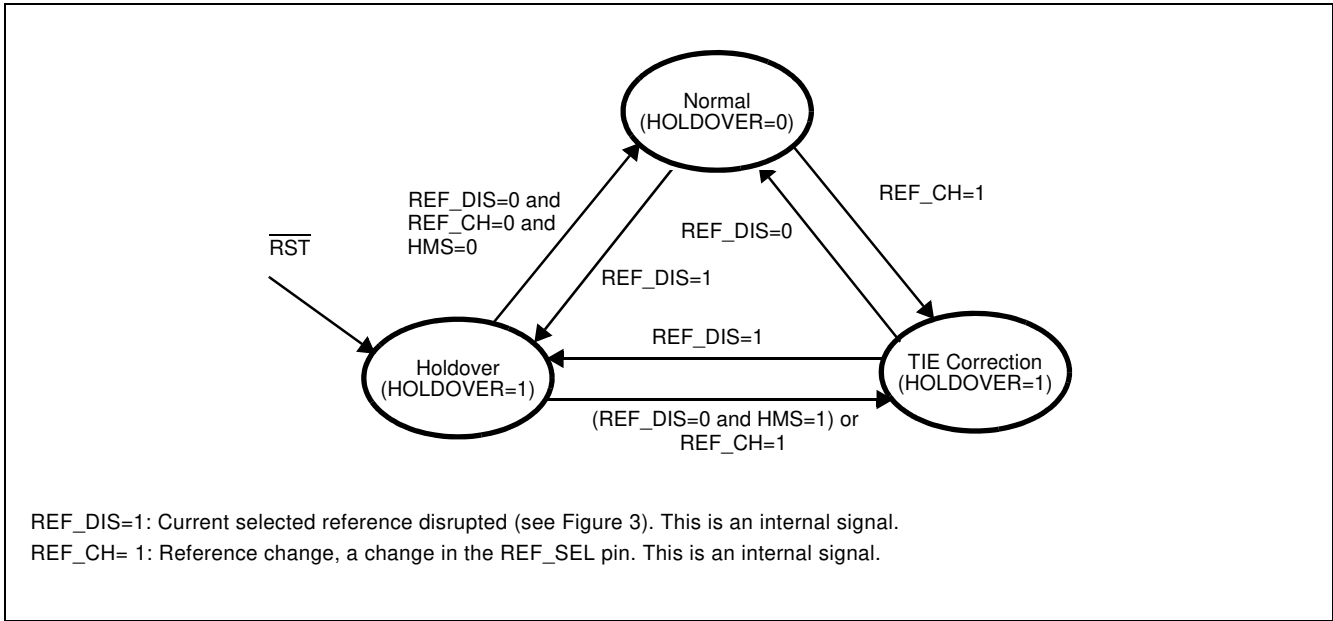 Normal
(HOLDOVER=0)
REF_CH=1
REF_DIS=0 and
REF_CH=0 and
HMS=0
REF_DIS=0
RST
REF_DIS=1
REF_DIS=1
Holdover
(HOLDOVER=1)
TIE Correction
(HOLDOVER=1)
(REF_DIS=0 and HMS=1) or
REF_CH=1
REF_DIS=1: Current selected reference disrupted (see Figure 3). This is an internal signal.
REF_CH= 1: Reference change, a change in the REF_SEL pin. This is an internal signal.